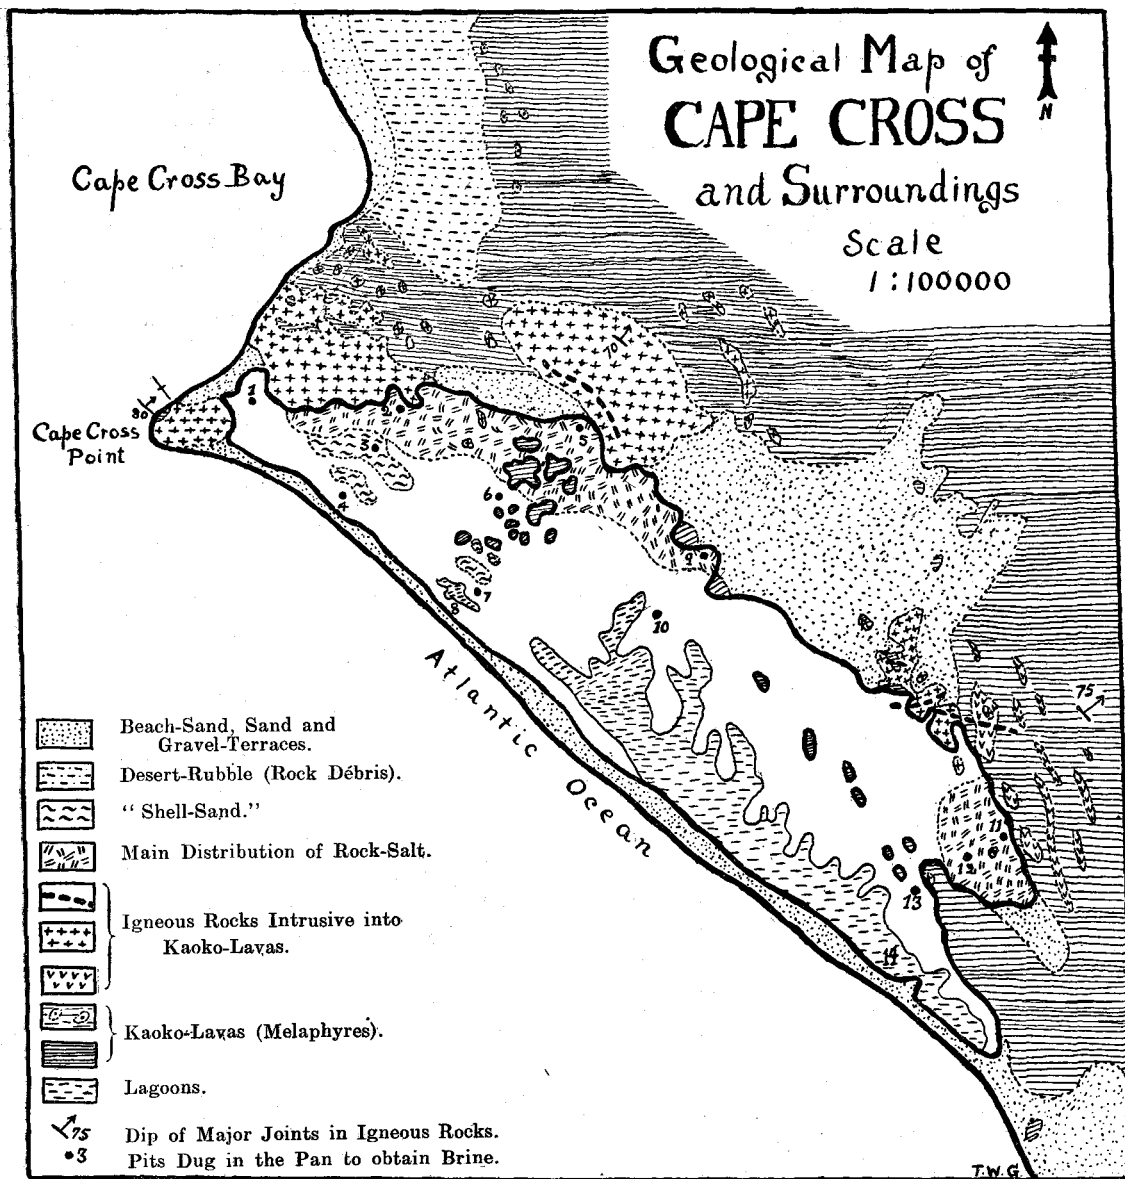 Geological Map of
CAPE CROSS
and Surroundings
Scale
1:100000
N
Cape Cross Bay
Cape Cross
Point
80
70
75
1
2
3
4
5
6
7
8
9
10
11
12
13
14
Atlantic Ocean
Beach-Sand, Sand and
Gravel-Terraces.
Desert-Rubble (Rock Débris).
"Shell-Sand."
Main Distribution of Rock-Salt.
Igneous Rocks Intrusive into
Kaoko-Lavas.
Kaoko-Lavas (Melaphyres).
Lagoons.
75 Dip of Major Joints in Igneous Rocks.
3 Pits Dug in the Pan to obtain Brine.
T.W.G.